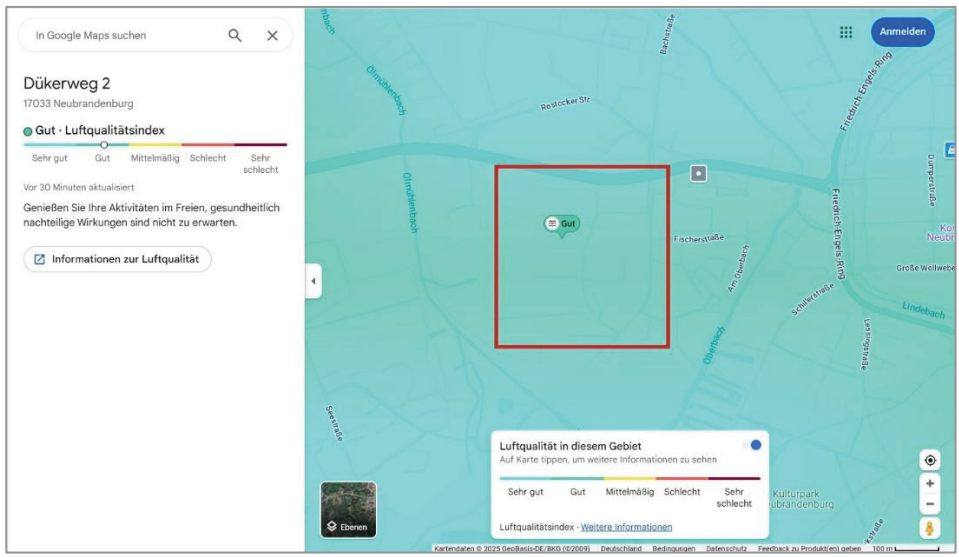 In Google Maps suchen
Dükerweg 2
17033 Neubrandenburg
Gut · Luftqualitätsindex
Sehr gut Gut Mittelmäßig Schlecht Sehr schlecht
Vor 30 Minuten aktualisiert
Genießen Sie Ihre Aktivitäten im Freien, gesundheitlich
nachteilige Wirkungen sind nicht zu erwarten.
Informationen zur Luftqualität
Anmelden
Bachstraße
Ölmühlenbach
Rostocker Str.
Friedrich-Engels-Ring
Dümperstraße
Ölmühlenbach
Gut
Fischerstraße
Friedrich-Engels-Ring
Neubr
Am Oberbach
Große Wollwebe
Schillerstraße
Lindebach
Lessingstraße
Oberbach
Seestraße
Luftqualität in diesem Gebiet
Auf Karte tippen, um weitere Informationen zu sehen
Sehr gut Gut Mittelmäßig Schlecht Sehr schlecht
Luftqualitätsindex · Weitere Informationen
Kulturpark
Ebenen
Kartendaten © 2025 GeoBasis-DE/BKG (©2009) Deutschland Bedingungen Datenschutz Feedback zu Produkt(en) geben 100 m